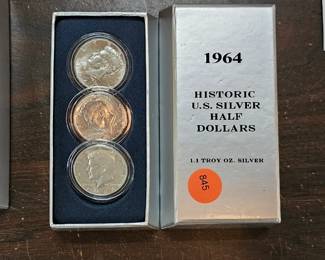 1964
HISTORIC
U.S. SILVER
HALF
DOLLARS
1.1 TROY OZ. SILVER
845